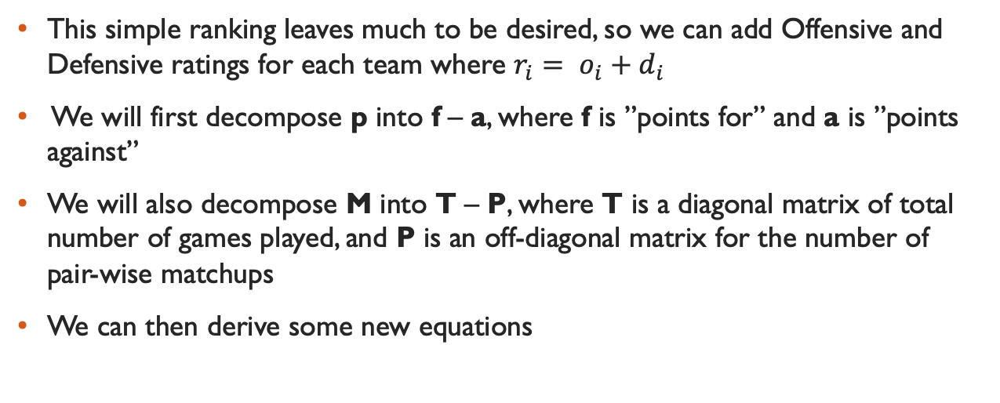 • This simple ranking leaves much to be desired, so we can add Offensive and
Defensive ratings for each team where rᵢ = oᵢ + dᵢ
• We will first decompose p into f – a, where f is ”points for” and a is ”points
against”
• We will also decompose M into T – P, where T is a diagonal matrix of total
number of games played, and P is an off-diagonal matrix for the number of
pair-wise matchups
• We can then derive some new equations